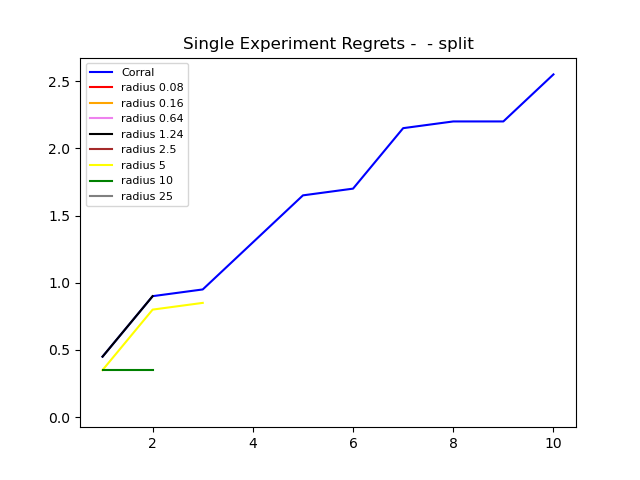 Single Experiment Regrets -  - split
Corral
radius 0.08
radius 0.16
radius 0.64
radius 1.24
radius 2.5
radius 5
radius 10
radius 25
2.5
2.0
1.5
1.0
0.5
0.0
2 4 6 8 10